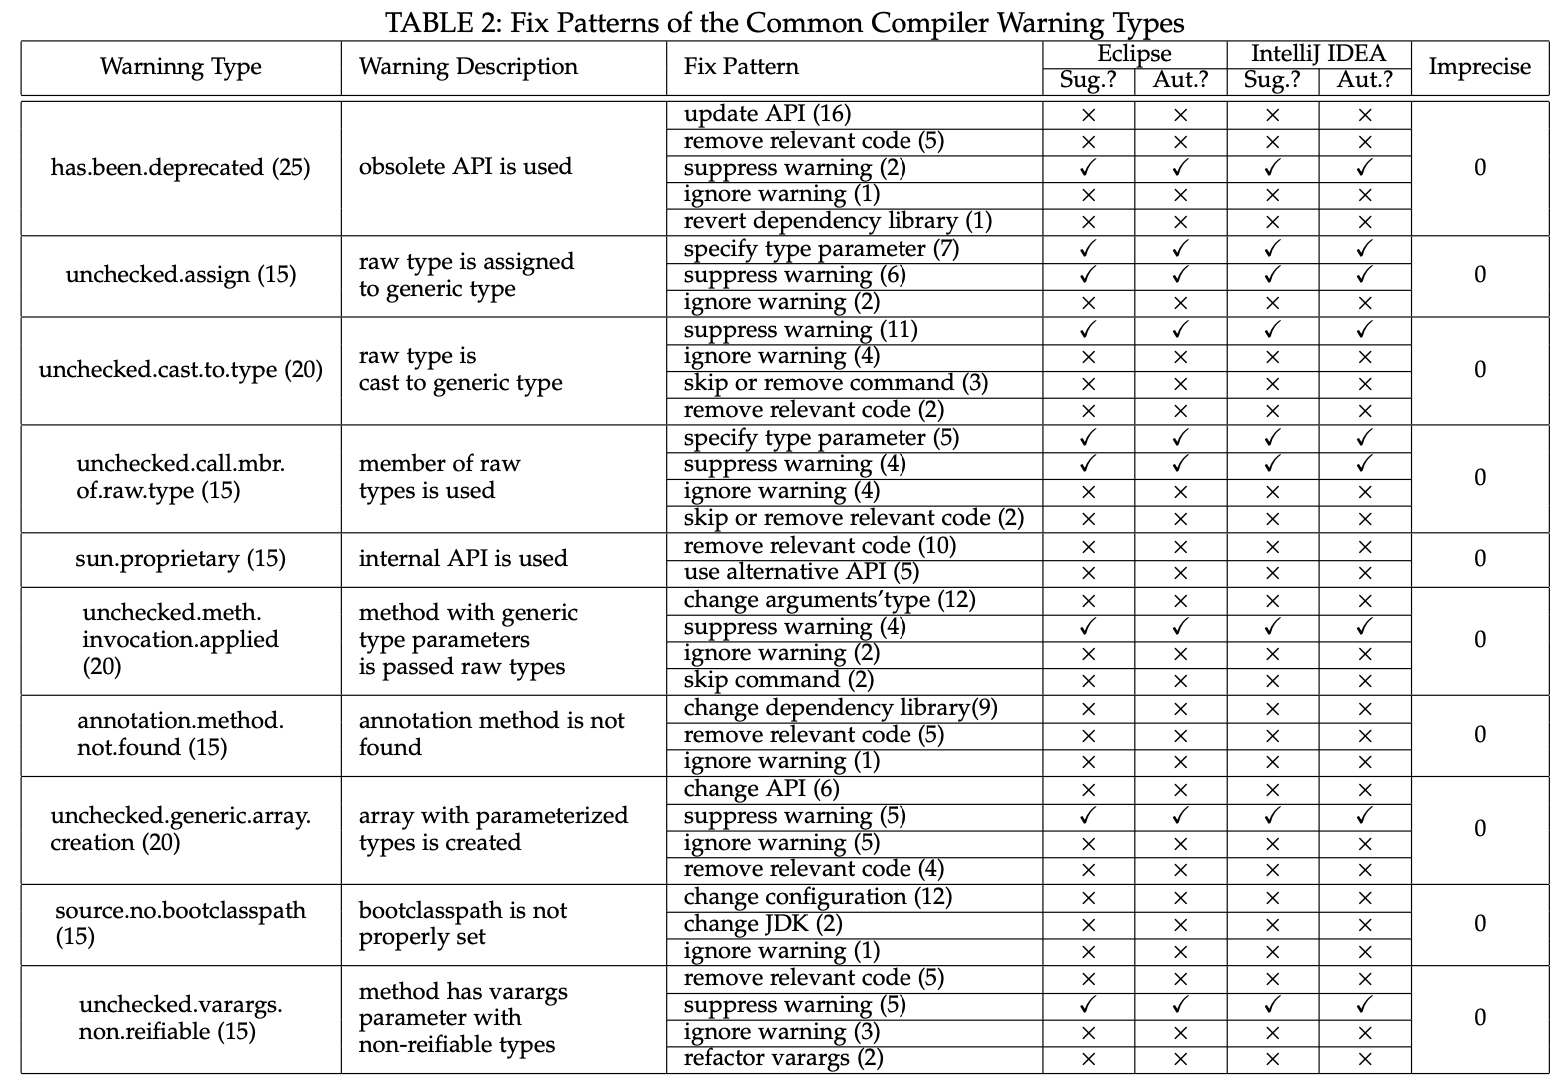 TABLE 2: Fix Patterns of the Common Compiler Warning Types
Warninng Type Warning Description Fix Pattern Eclipse IntelliJ IDEA Imprecise
Sug.? Aut.? Sug.? Aut.?
has.been.deprecated (25) obsolete API is used 0
update API (16) × × × ×
remove relevant code (5) × × × ×
suppress warning (2) ✓ ✓ ✓ ✓
ignore warning (1) × × × ×
revert dependency library (1) × × × ×
unchecked.assign (15)
raw type is assigned
to generic type
specify type parameter (7) ✓ ✓ ✓ ✓
suppress warning (6) ✓ ✓ ✓ ✓
ignore warning (2) × × × ×
0
unchecked.cast.to.type (20)
raw type is
cast to generic type
suppress warning (11) ✓ ✓ ✓ ✓
ignore warning (4) × × × ×
skip or remove command (3) × × × ×
remove relevant code (2) × × × ×
0
unchecked.call.mbr.
of.raw.type (15)
member of raw
types is used
specify type parameter (5) ✓ ✓ ✓ ✓
suppress warning (4) ✓ ✓ ✓ ✓
ignore warning (4) × × × ×
skip or remove relevant code (2) × × × ×
0
sun.proprietary (15)
internal API is used
remove relevant code (10) × × × ×
use alternative API (5) × × × ×
0
unchecked.meth.
invocation.applied
(20)
method with generic
type parameters
is passed raw types
change arguments'type (12) × × × ×
suppress warning (4) ✓ ✓ ✓ ✓
ignore warning (2) × × × ×
skip command (2) × × × ×
0
annotation.method.
not.found (15)
annotation method is not
found
change dependency library(9) × × × ×
remove relevant code (5) × × × ×
ignore warning (1) × × × ×
0
unchecked.generic.array.
creation (20)
array with parameterized
types is created
change API (6) × × × ×
suppress warning (5) ✓ ✓ ✓ ✓
ignore warning (5) × × × ×
remove relevant code (4) × × × ×
0
source.no.bootclasspath
(15)
bootclasspath is not
properly set
change configuration (12) × × × ×
change JDK (2) × × × ×
ignore warning (1) × × × ×
0
unchecked.varargs.
non.reifiable (15)
method has varargs
parameter with
non-reifiable types
remove relevant code (5) × × × ×
suppress warning (5) ✓ ✓ ✓ ✓
ignore warning (3) × × × ×
refactor varargs (2) × × × ×
0